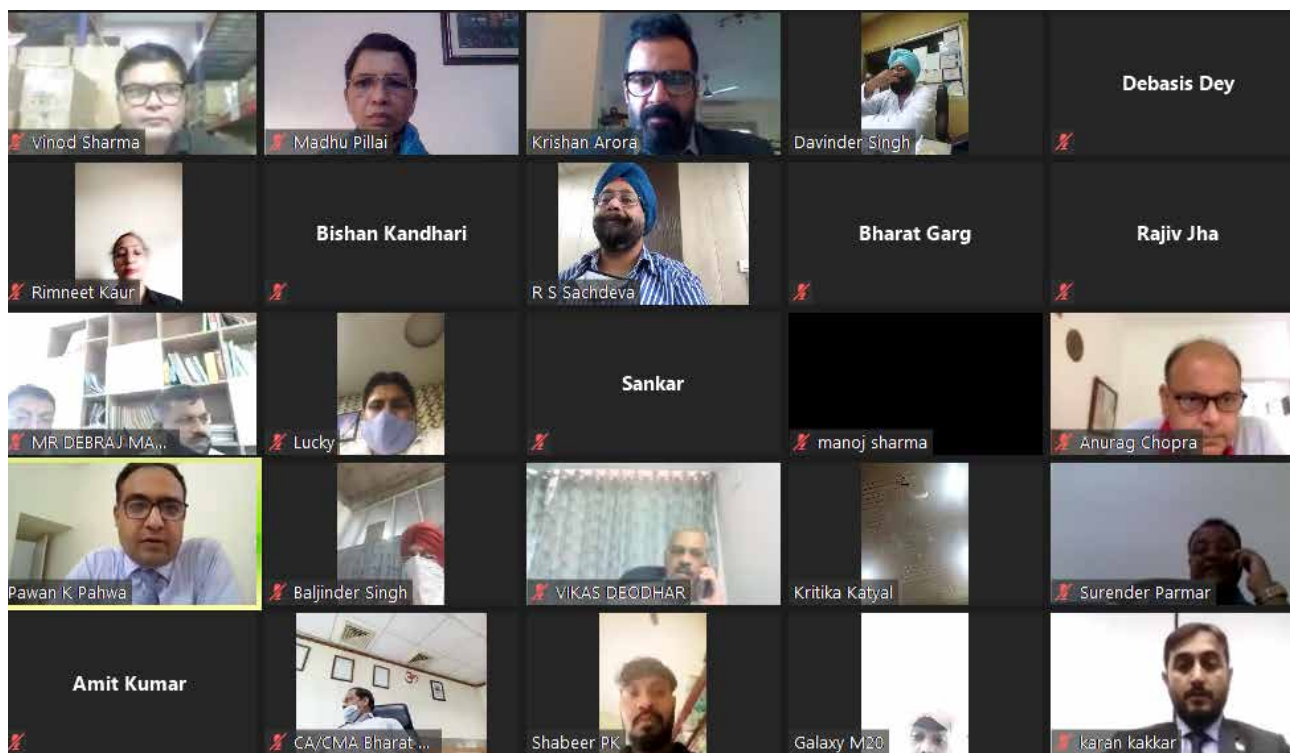 Vinod Sharma
Madhu Pillai
Krishan Arora
Davinder Singh
Debasis Dey
Rimneet Kaur
Bishan Kandhari
R S Sachdeva
Bharat Garg
Rajiv Jha
MR DEBRAJ MA...
Lucky
Sankar
manoj sharma
Anurag Chopra
Pawan K Pahwa
Baljinder Singh
VIKAS DEODHAR
Kritika Katyal
Surender Parmar
Amit Kumar
CA/CMA Bharat ...
ॐ
Shabeer PK
Galaxy M20
karan kakkar